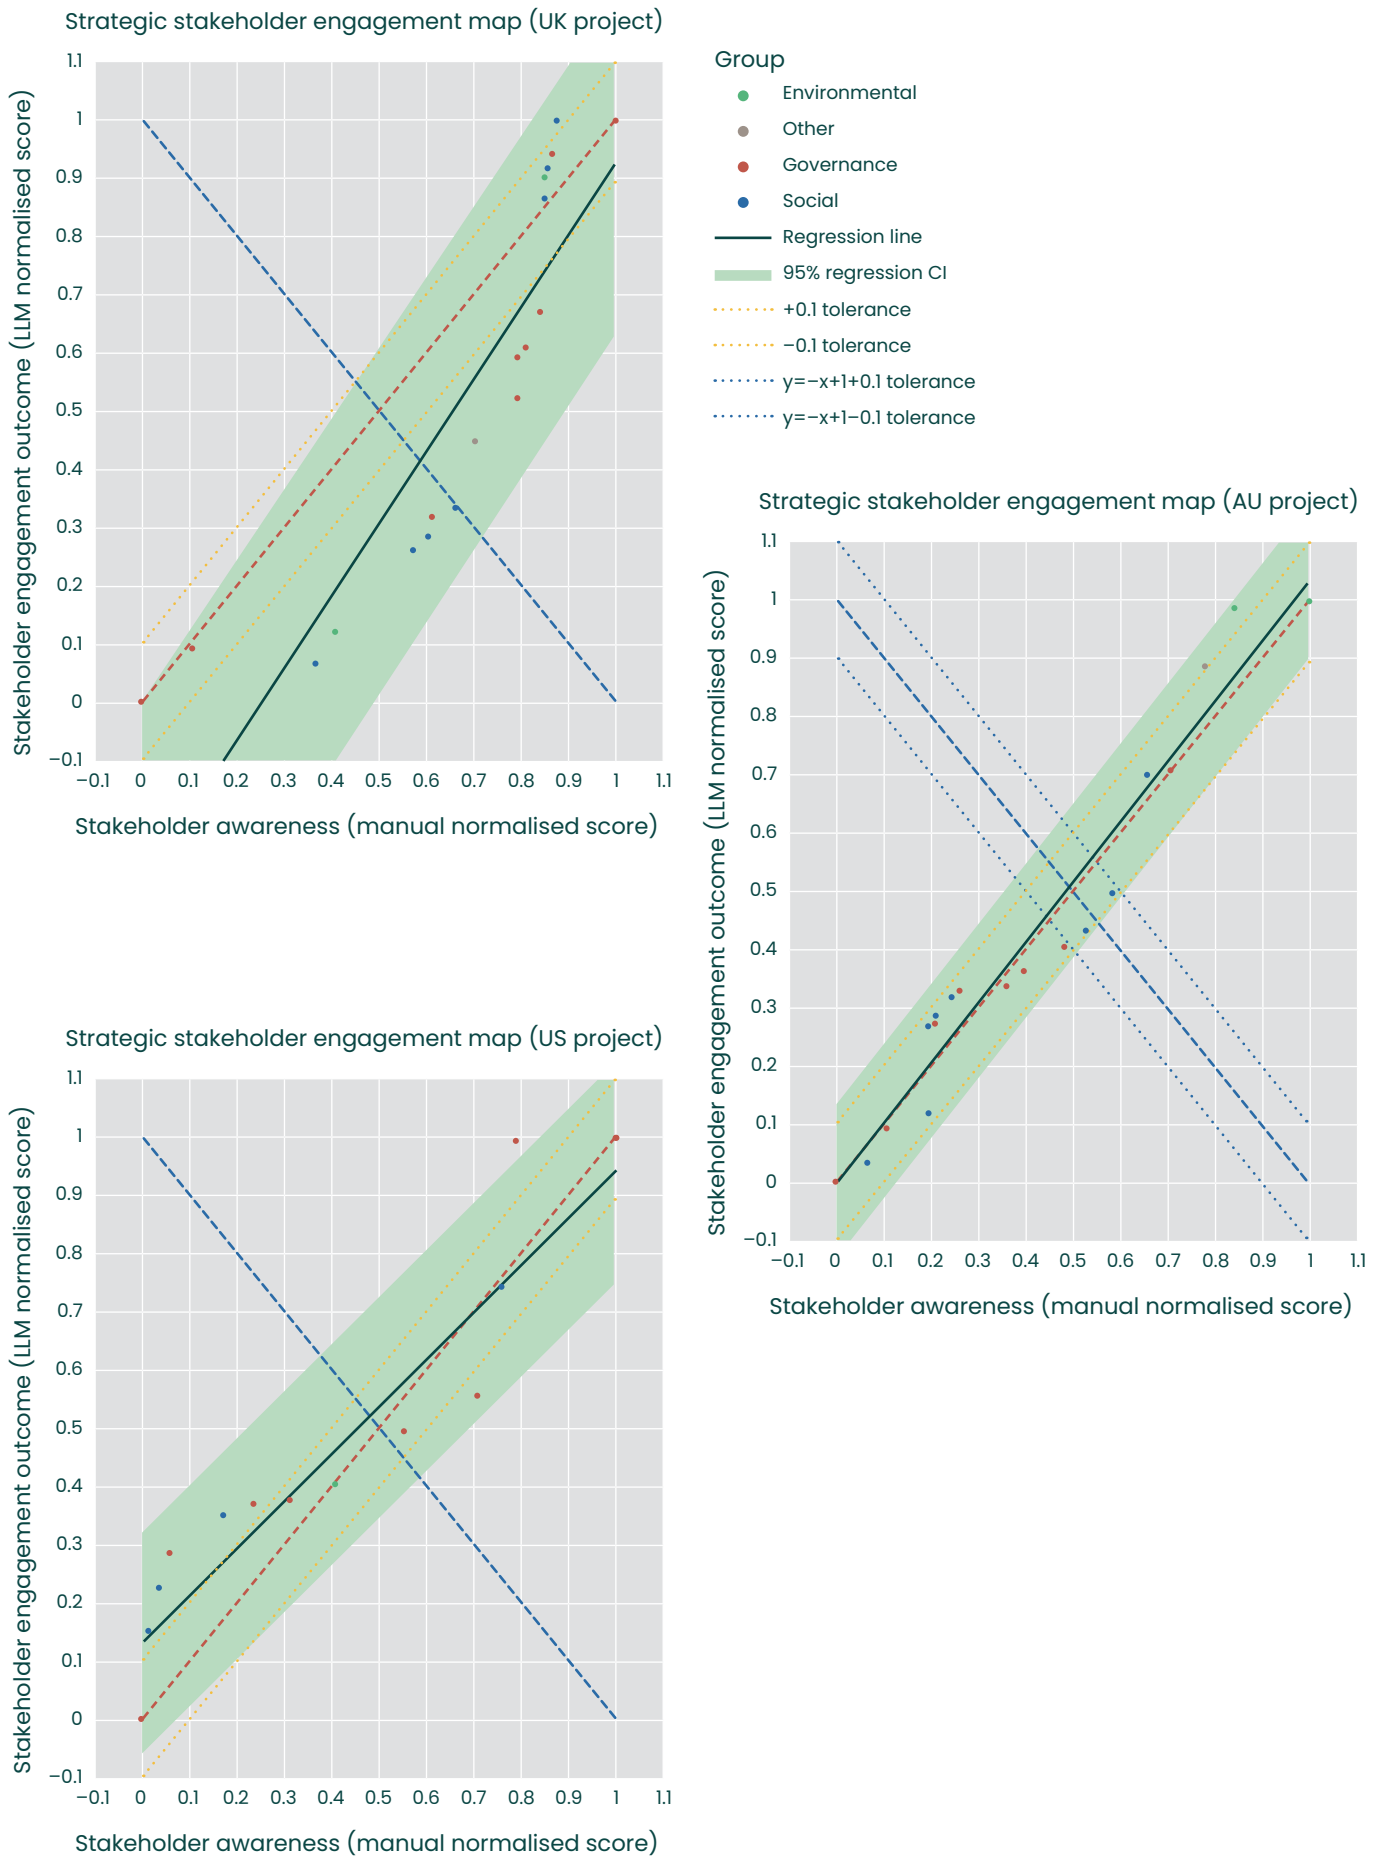 Strategic stakeholder engagement map (UK project)
1.1
1
0.9
0.8
0.7
0.6
0.5
0.4
0.3
0.2
0.1
0
−0.1
Stakeholder engagement outcome (LLM normalised score)
−0.1 0 0.1 0.2 0.3 0.4 0.5 0.6 0.7 0.8 0.9 1 1.1
Stakeholder awareness (manual normalised score)
Group
Environmental
Other
Governance
Social
Regression line
95% regression CI
+0.1 tolerance
−0.1 tolerance
y=−x+1+0.1 tolerance
y=−x+1−0.1 tolerance
Strategic stakeholder engagement map (AU project)
1.1
1
0.9
0.8
0.7
0.6
0.5
0.4
0.3
0.2
0.1
0
−0.1
Stakeholder engagement outcome (LLM normalised score)
−0.1 0 0.1 0.2 0.3 0.4 0.5 0.6 0.7 0.8 0.9 1 1.1
Stakeholder awareness (manual normalised score)
Strategic stakeholder engagement map (US project)
1.1
1
0.9
0.8
0.7
0.6
0.5
0.4
0.3
0.2
0.1
0
−0.1
Stakeholder engagement outcome (LLM normalised score)
−0.1 0 0.1 0.2 0.3 0.4 0.5 0.6 0.7 0.8 0.9 1 1.1
Stakeholder awareness (manual normalised score)